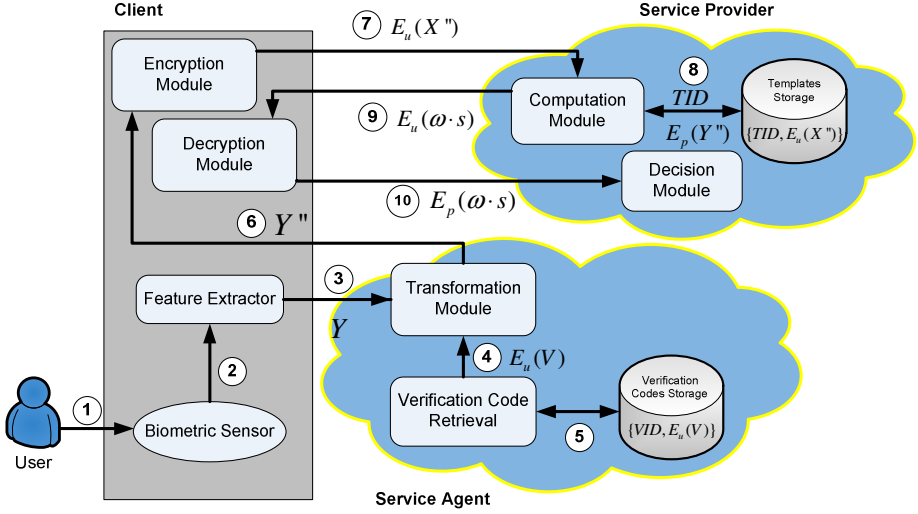 Client
Service Provider
7 E_u(X")
Encryption
Module
8
TID
Templates
Storage
{TID, E_u(X")}
Computation
Module
9 E_u(ω·s)
E_p(Y")
Decryption
Module
Decision
Module
10 E_p(ω·s)
6 Y"
3
Transformation
Module
Feature Extractor
Y
4 E_u(V)
2
Verification
Codes Storage
{VID, E_u(V)}
Verification Code
Retrieval
1
Biometric Sensor
5
User
Service Agent